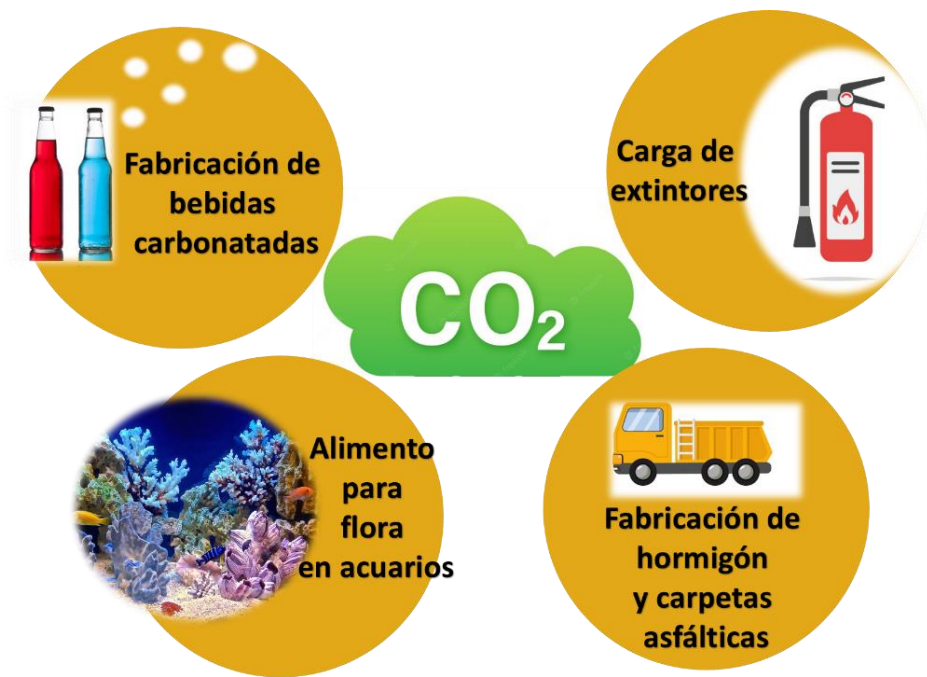 Fabricación de
bebidas
carbonatadas
Carga de
extintores
CO₂
Alimento
para
flora
en acuarios
Fabricación de
hormigón
y carpetas
asfálticas